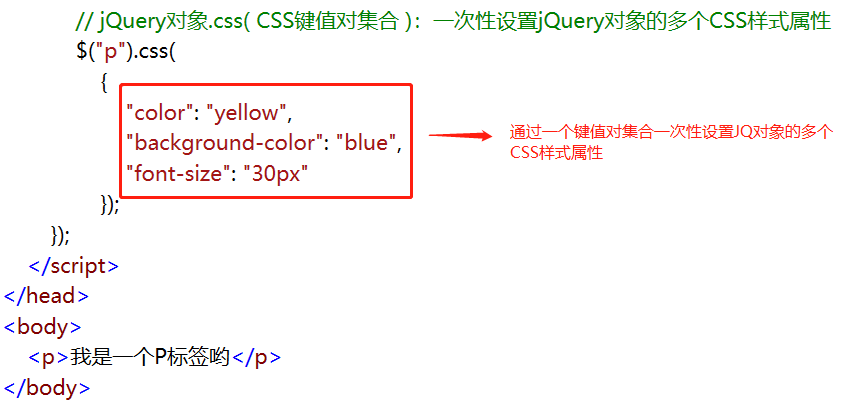 // jQuery对象.css( CSS键值对集合 )：一次性设置jQuery对象的多个CSS样式属性
$("p").css(
{
"color": "yellow",
"background-color": "blue",
"font-size": "30px"
});
});
</script>
</head>
<body>
<p>我是一个P标签哟</p>
</body>
通过一个键值对集合一次性设置JQ对象的多个
CSS样式属性